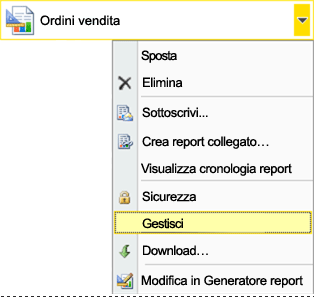 Ordini vendita
Sposta
Elimina
Sottoscrivi...
Crea report collegato...
Visualizza cronologia report
Sicurezza
Gestisci
Download...
Modifica in Generatore report